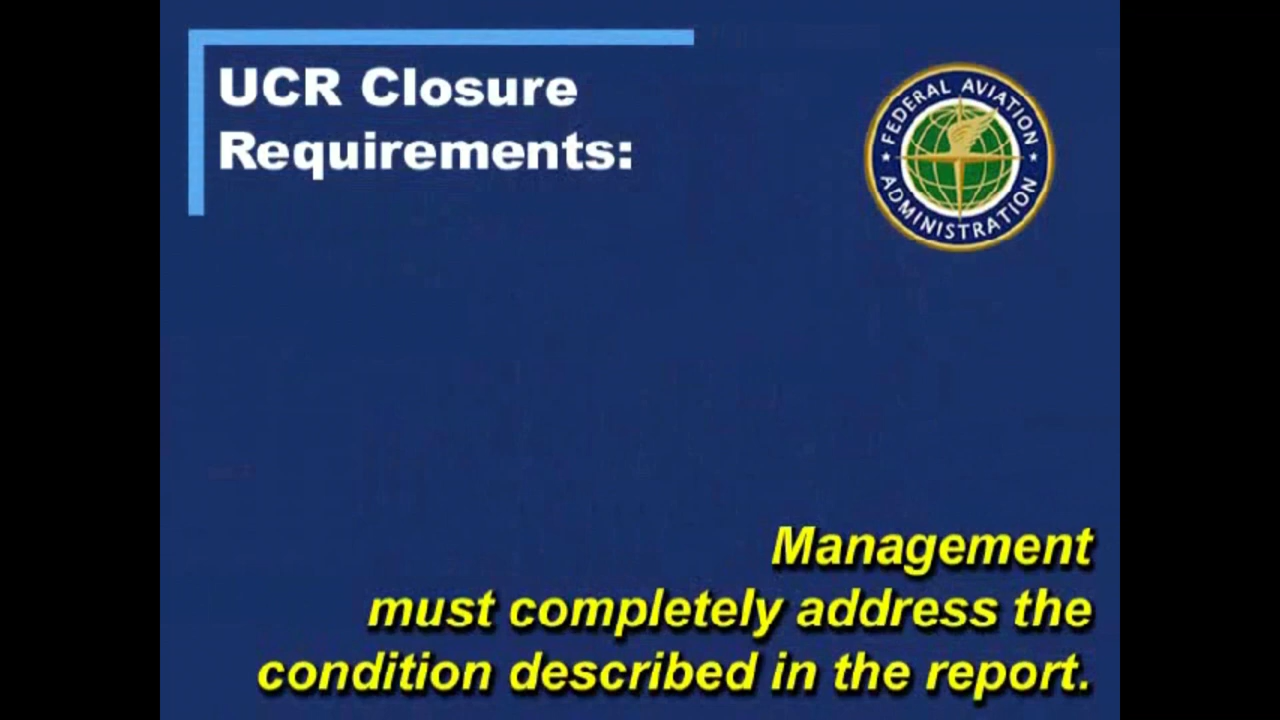 UCR Closure
Requirements:
FEDERAL AVIATION
ADMINISTRATION
Management
must completely address the
condition described in the report.